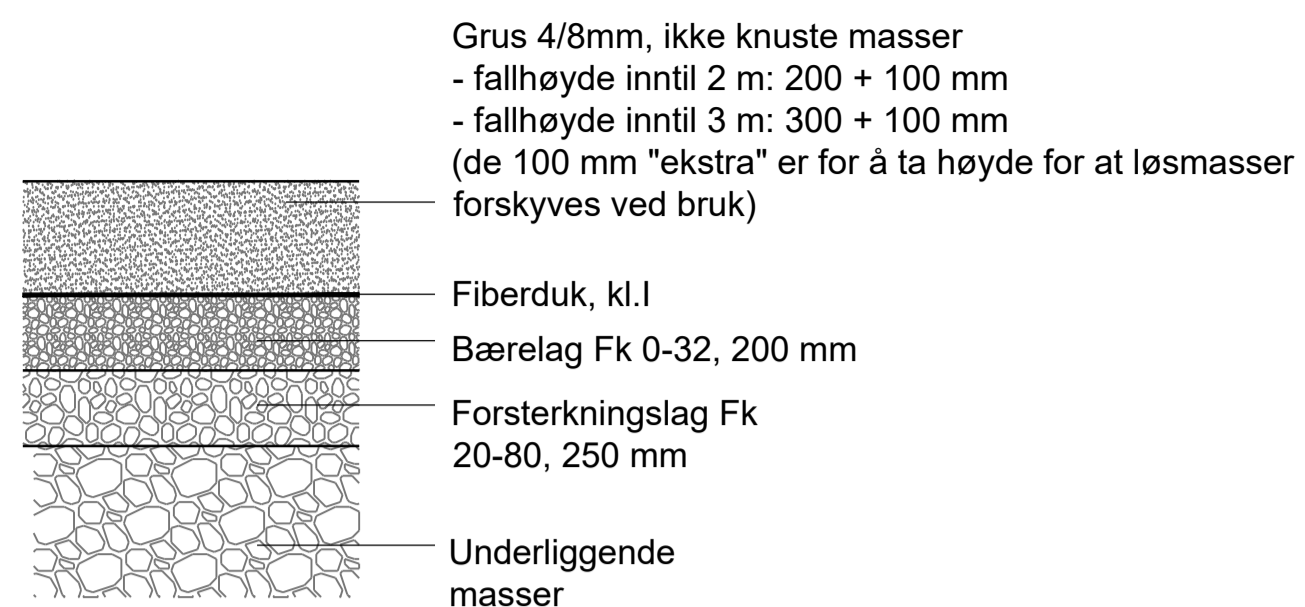 Grus 4/8mm, ikke knuste masser
- fallhøyde inntil 2 m: 200 + 100 mm
- fallhøyde inntil 3 m: 300 + 100 mm
(de 100 mm "ekstra" er for å ta høyde for at løsmasser
forskyves ved bruk)
Fiberduk, kl.I
Bærelag Fk 0-32, 200 mm
Forsterkningslag Fk
20-80, 250 mm
Underliggende
masser